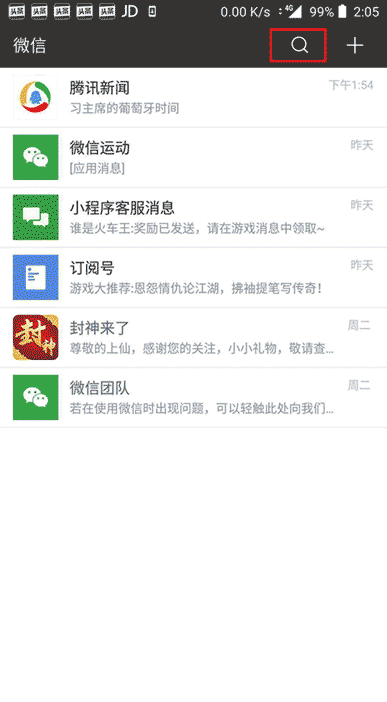 头条 头条 头条 头条 头条 JD 0.00 K/s 4G 99% 2:05
微信
腾讯新闻 下午1:54
习主席的葡萄牙时间
微信运动 昨天
[应用消息]
小程序客服消息 昨天
谁是火车王:奖励已发送，请在游戏消息中领取~
订阅号 昨天
游戏大推荐:恩怨情仇论江湖，拂袖提笔写传奇！
封神
封神来了 周二
尊敬的上仙，感谢您的关注，小小礼物，敬请查...
微信团队 周二
若在使用微信时出现问题，可以轻触此处向我们...